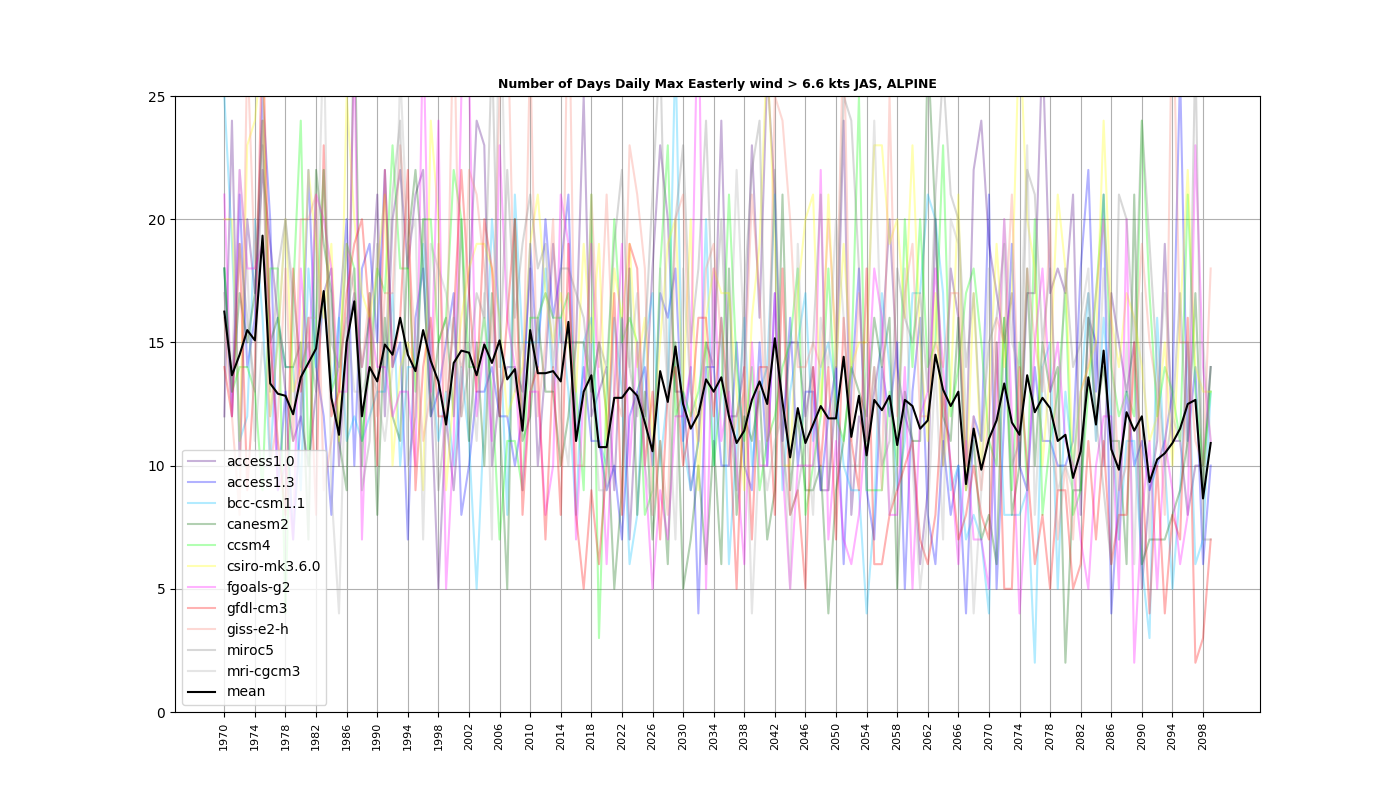 Number of Days Daily Max Easterly wind > 6.6 kts JAS, ALPINE
25
20
15
10
5
0
access1.0
access1.3
bcc-csm1.1
canesm2
ccsm4
csiro-mk3.6.0
fgoals-g2
gfdl-cm3
giss-e2-h
miroc5
mri-cgcm3
mean
1970 1974 1978 1982 1986 1990 1994 1998 2002 2006 2010 2014 2018 2022 2026 2030 2034 2038 2042 2046 2050 2054 2058 2062 2066 2070 2074 2078 2082 2086 2090 2094 2098